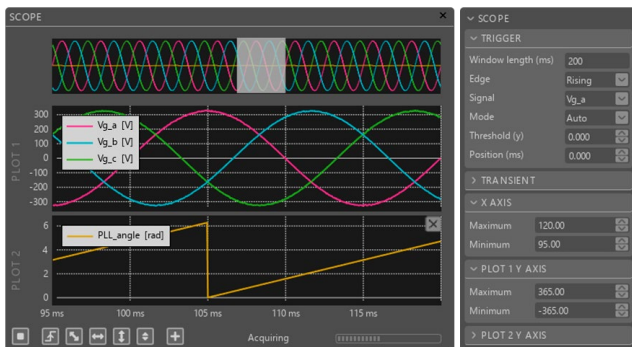 SCOPE
PLOT 1
300
200
100
0
-100
-200
-300
Vg_a [V]
Vg_b [V]
Vg_c [V]
PLOT 2
6
4
2
0
PLL_angle [rad]
95 ms
100 ms
105 ms
110 ms
115 ms
Acquiring
SCOPE
TRIGGER
Window length (ms) 200
Edge Rising
Signal Vg_a
Mode Auto
Threshold (y) 0.000
Position (ms) 0.000
TRANSIENT
X AXIS
Maximum 120.00
Minimum 95.00
PLOT 1 Y AXIS
Maximum 365.00
Minimum -365.00
PLOT 2 Y AXIS